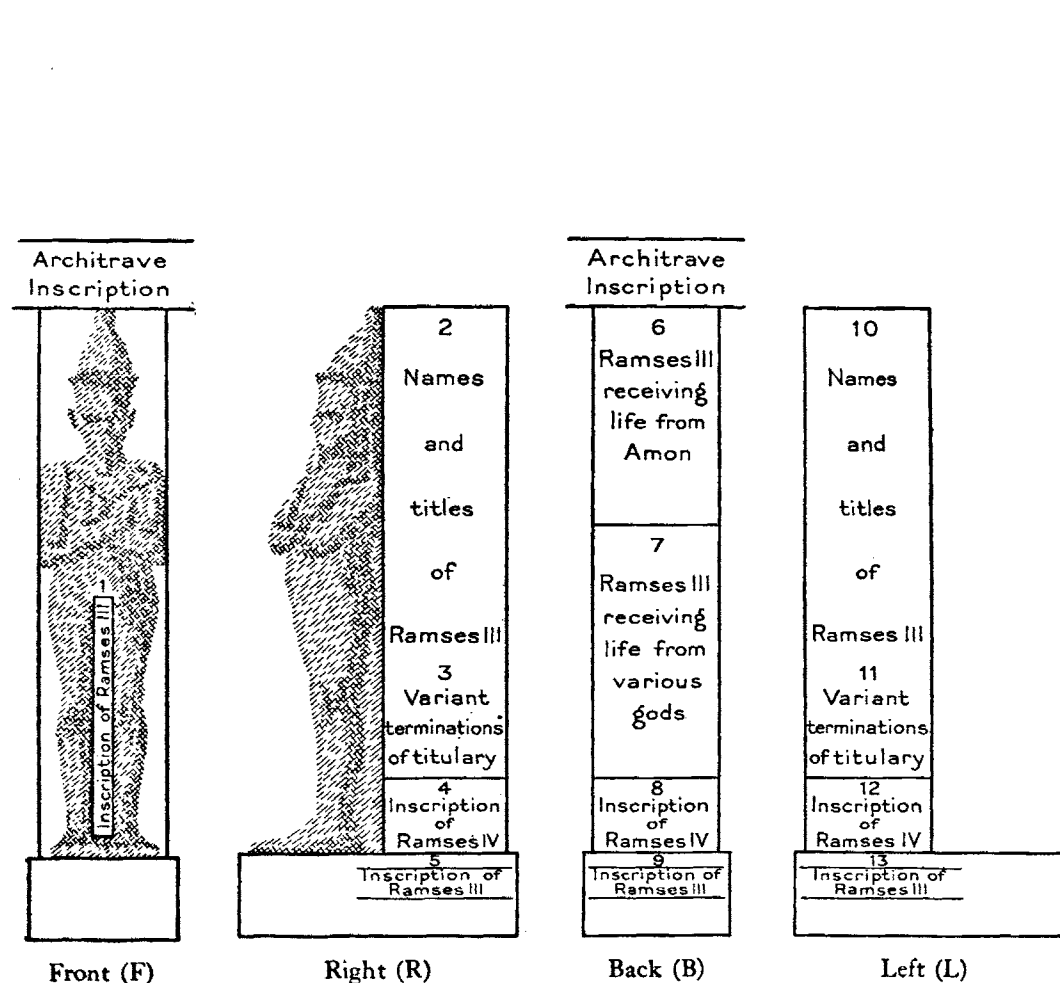 Architrave
Inscription
1
Inscription of Ramses III
Front (F)
2
Names
and
titles
of
Ramses III
3
Variant
terminations
of titulary
4
Inscription
of
Ramses IV
5
Inscription of
Ramses III
Right (R)
Architrave
Inscription
6
Ramses III
receiving
life from
Amon
7
Ramses III
receiving
life from
various
gods
8
Inscription
of
Ramses IV
9
Inscription of
Ramses III
Back (B)
10
Names
and
titles
of
Ramses III
11
Variant
terminations
of titulary
12
Inscription
of
Ramses IV
13
Inscription of
Ramses III
Left (L)